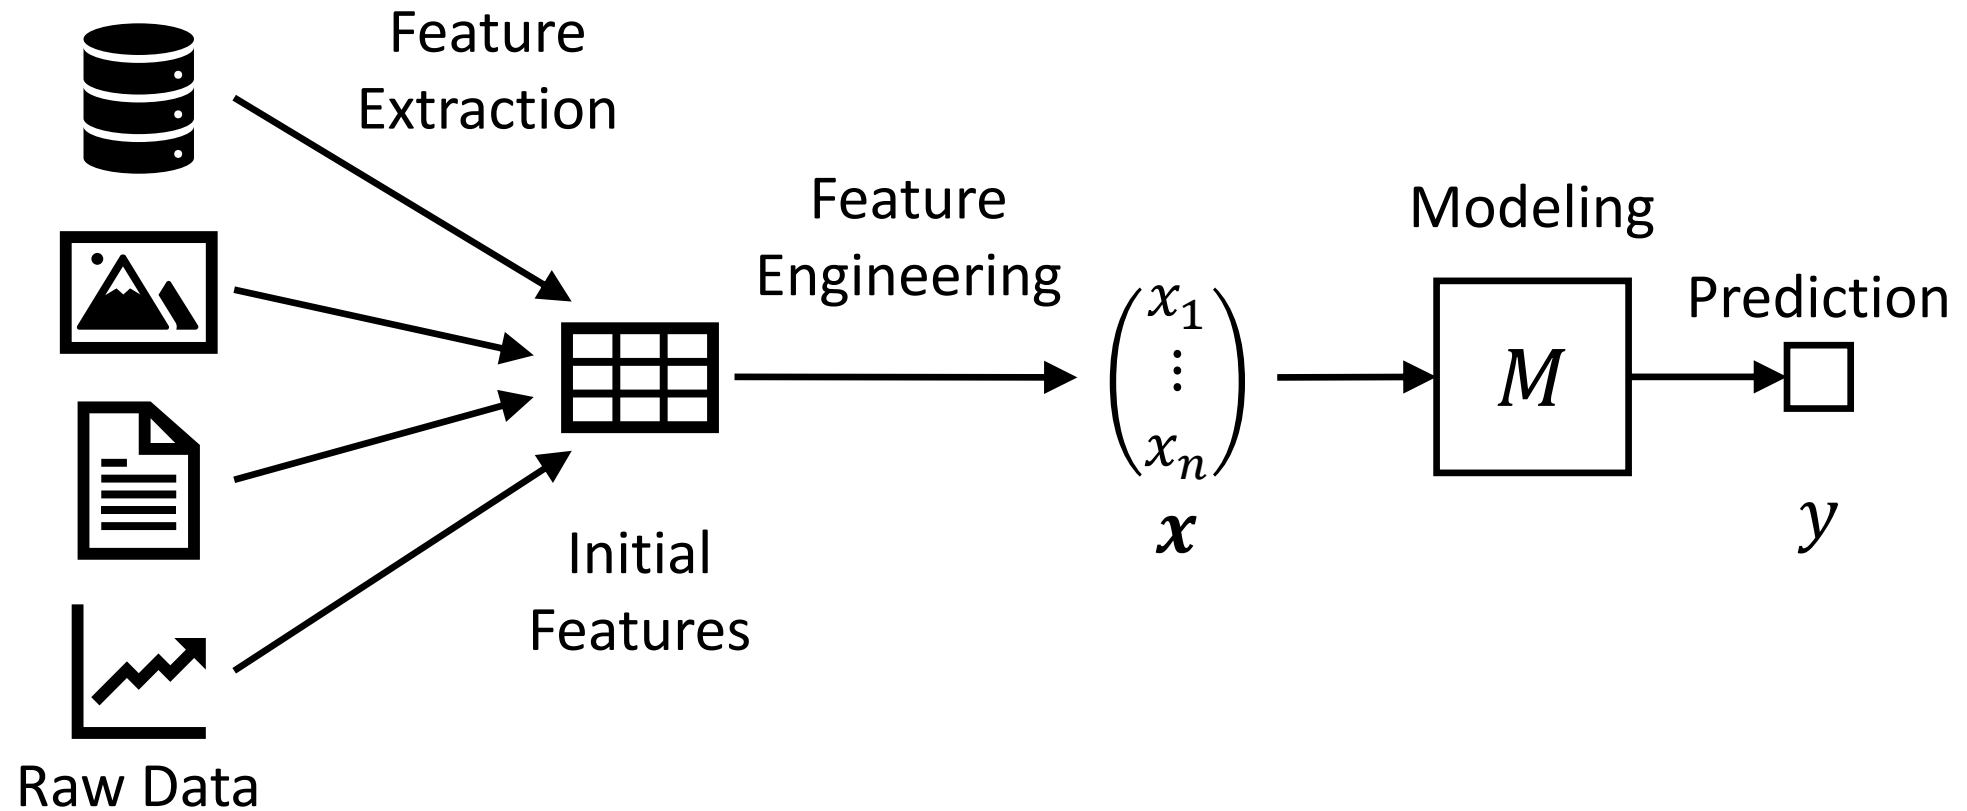 Feature
Extraction
Feature
Engineering
Modeling
Prediction
x₁
⋮
xₙ
x
M
y
Initial
Features
Raw Data